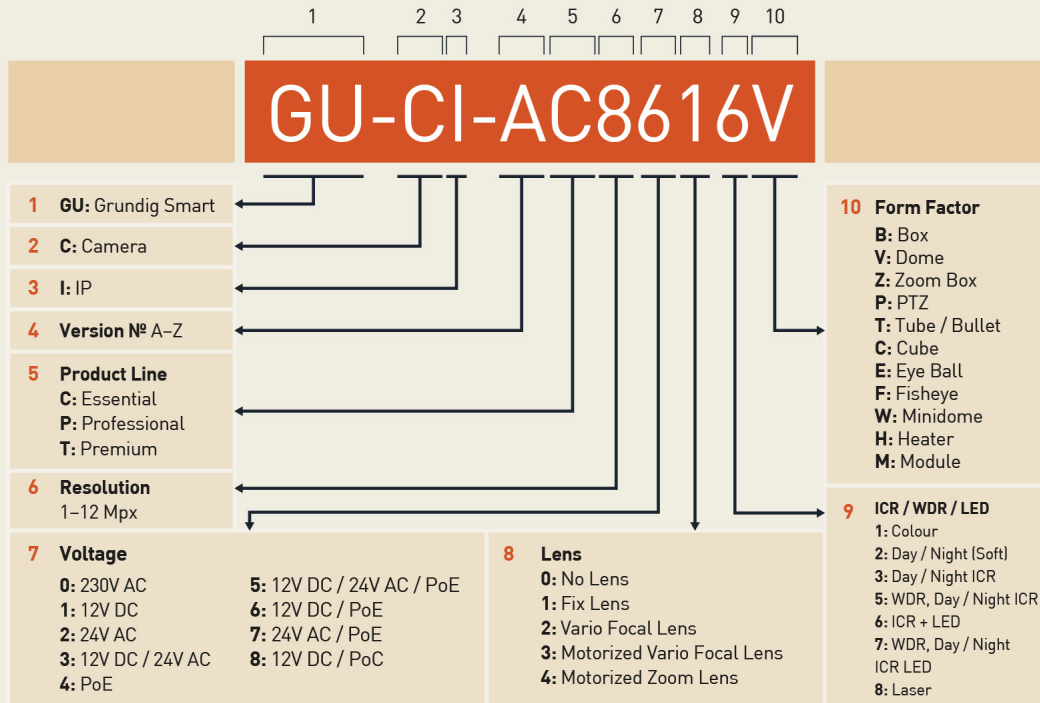 1 2 3 4 5 6 7 8 9 10
GU-CI-AC8616V
1 GU: Grundig Smart
2 C: Camera
3 I: IP
4 Version Nº A–Z
5 Product Line
C: Essential
P: Professional
T: Premium
6 Resolution
1–12 Mpx
7 Voltage
0: 230V AC
1: 12V DC
2: 24V AC
3: 12V DC / 24V AC
4: PoE
5: 12V DC / 24V AC / PoE
6: 12V DC / PoE
7: 24V AC / PoE
8: 12V DC / PoC
8 Lens
0: No Lens
1: Fix Lens
2: Vario Focal Lens
3: Motorized Vario Focal Lens
4: Motorized Zoom Lens
10 Form Factor
B: Box
V: Dome
Z: Zoom Box
P: PTZ
T: Tube / Bullet
C: Cube
E: Eye Ball
F: Fisheye
W: Minidome
H: Heater
M: Module
9 ICR / WDR / LED
1: Colour
2: Day / Night (Soft)
3: Day / Night ICR
5: WDR, Day / Night ICR
6: ICR + LED
7: WDR, Day / Night
ICR LED
8: Laser